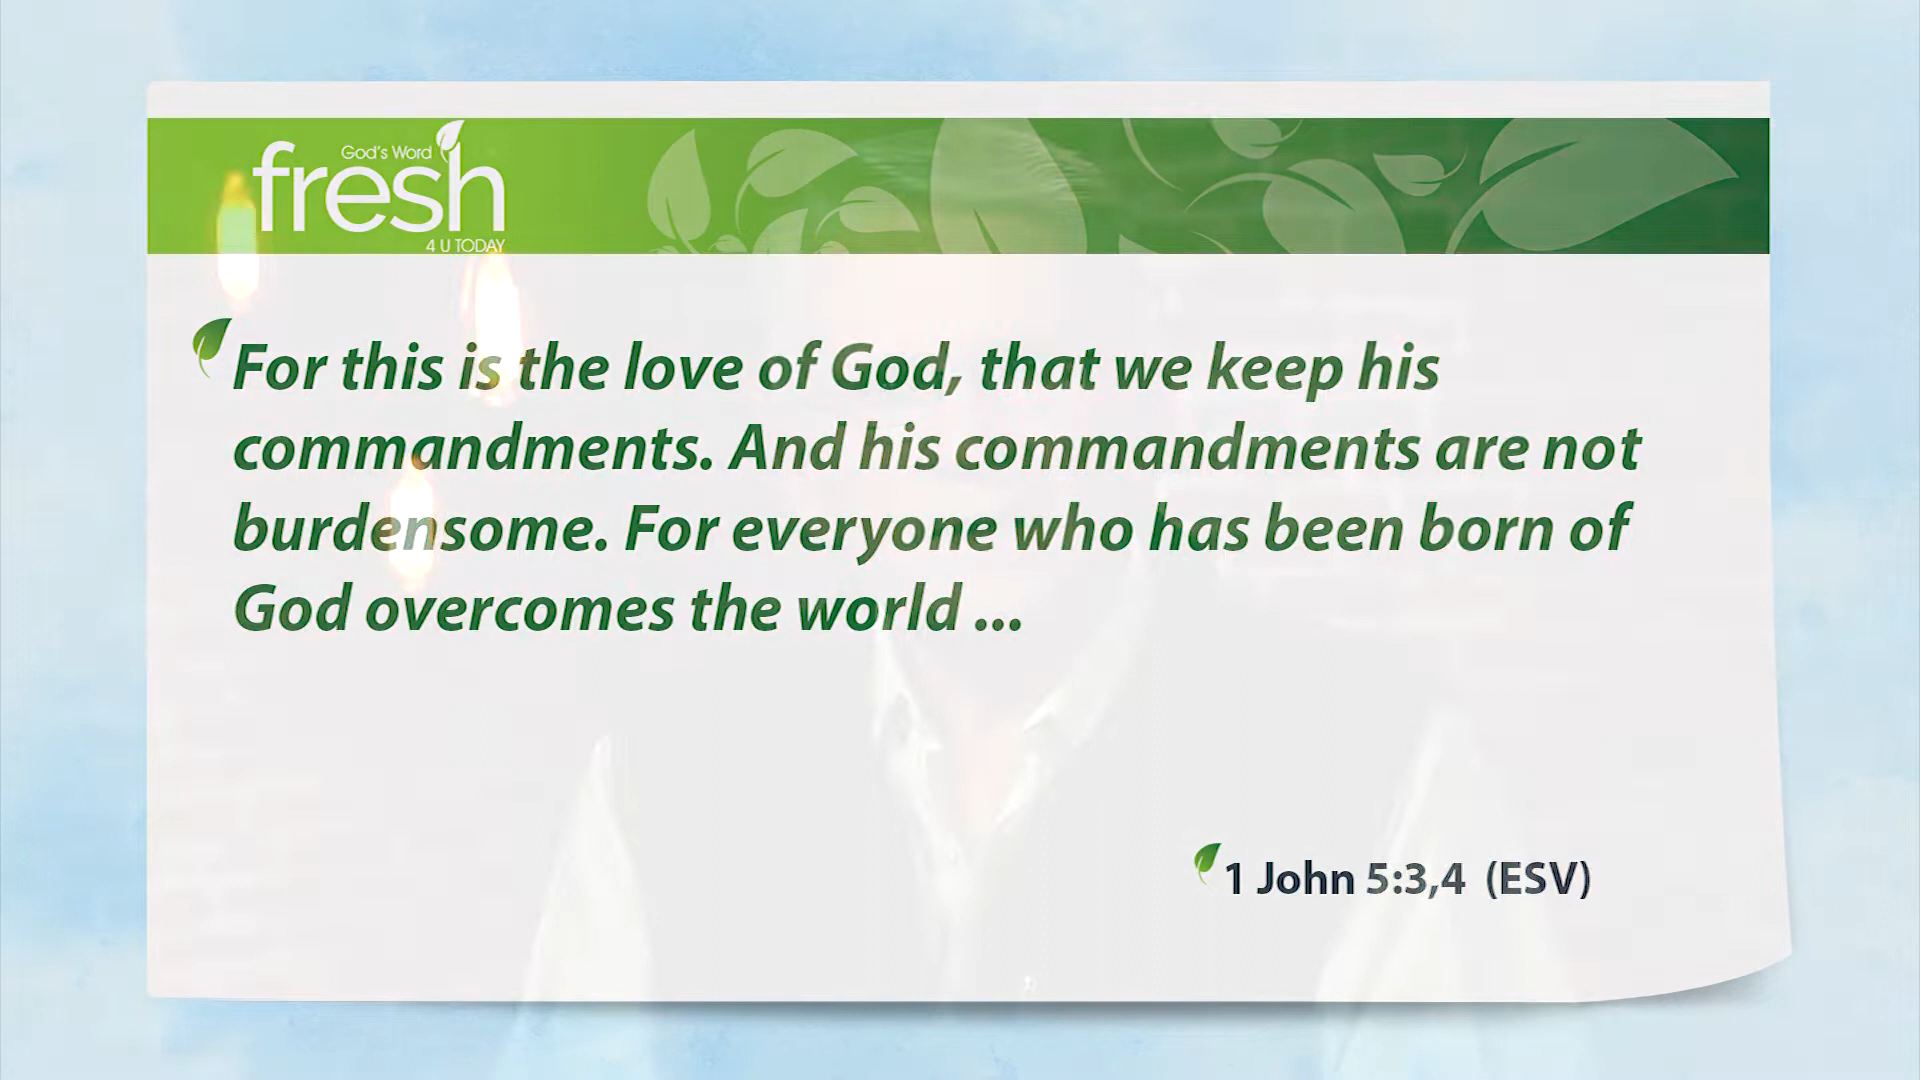 God's Word
fresh
4 U TODAY
For this is the love of God, that we keep his
commandments. And his commandments are not
burdensome. For everyone who has been born of
God overcomes the world ...
1 John 5:3,4 (ESV)